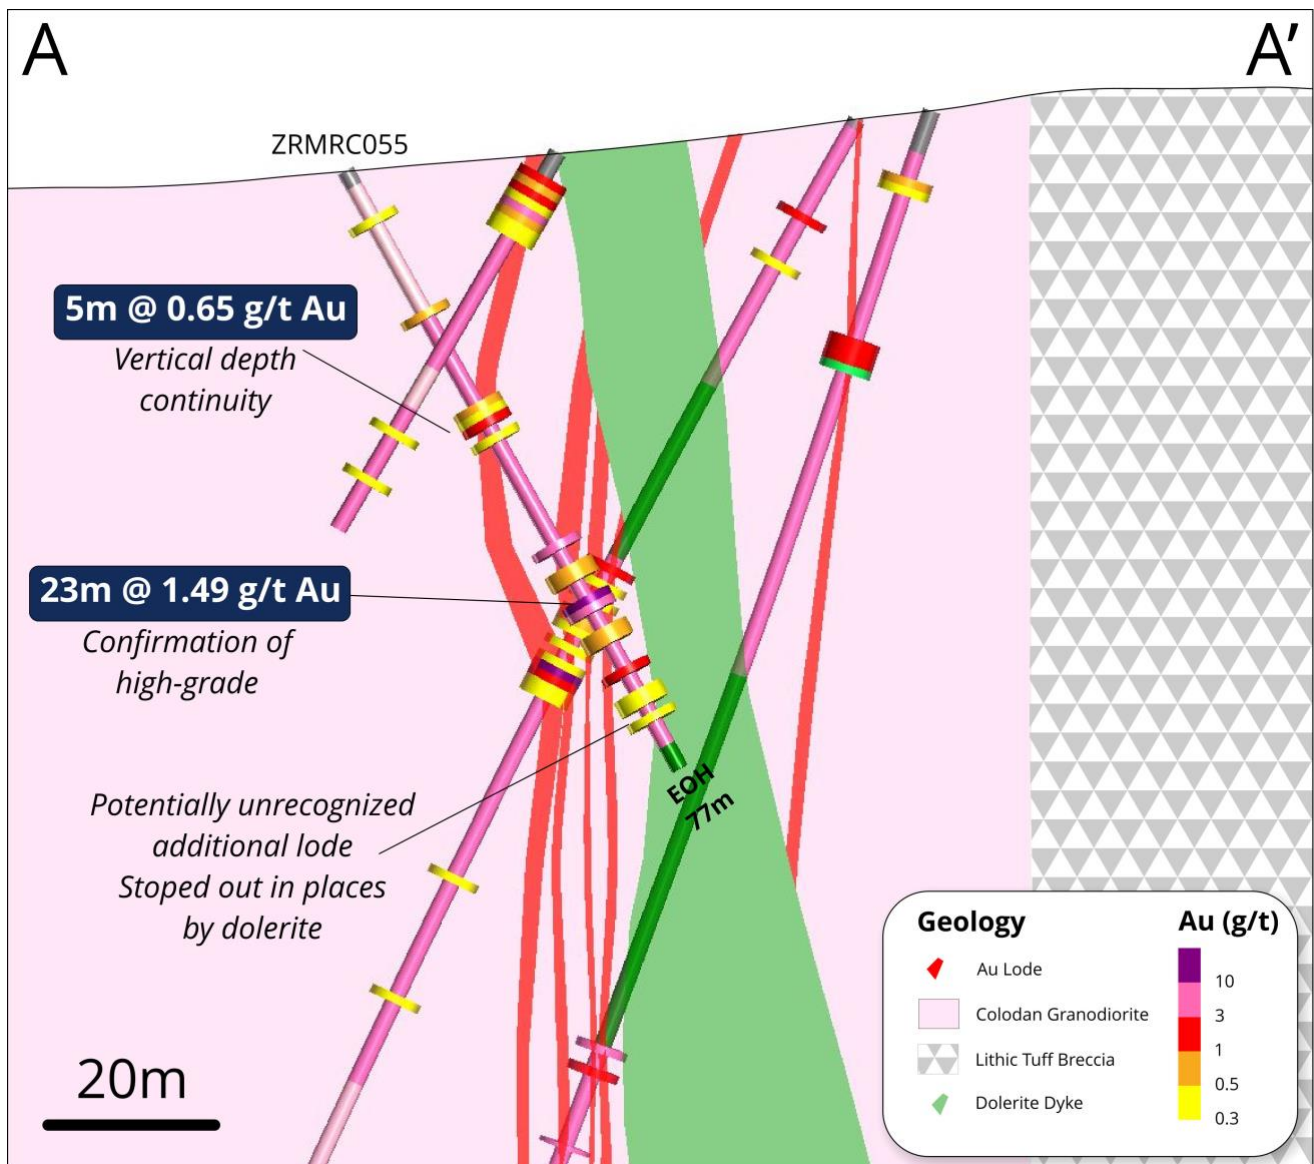 A
A′
ZRMRC055
5m @ 0.65 g/t Au
Vertical depth
continuity
23m @ 1.49 g/t Au
Confirmation of
high-grade
Potentially unrecognized
additional lode
Stoped out in places
by dolerite
EOH
77m
20m
Geology
Au Lode
Colodan Granodiorite
Lithic Tuff Breccia
Dolerite Dyke
Au (g/t)
10
3
1
0.5
0.3